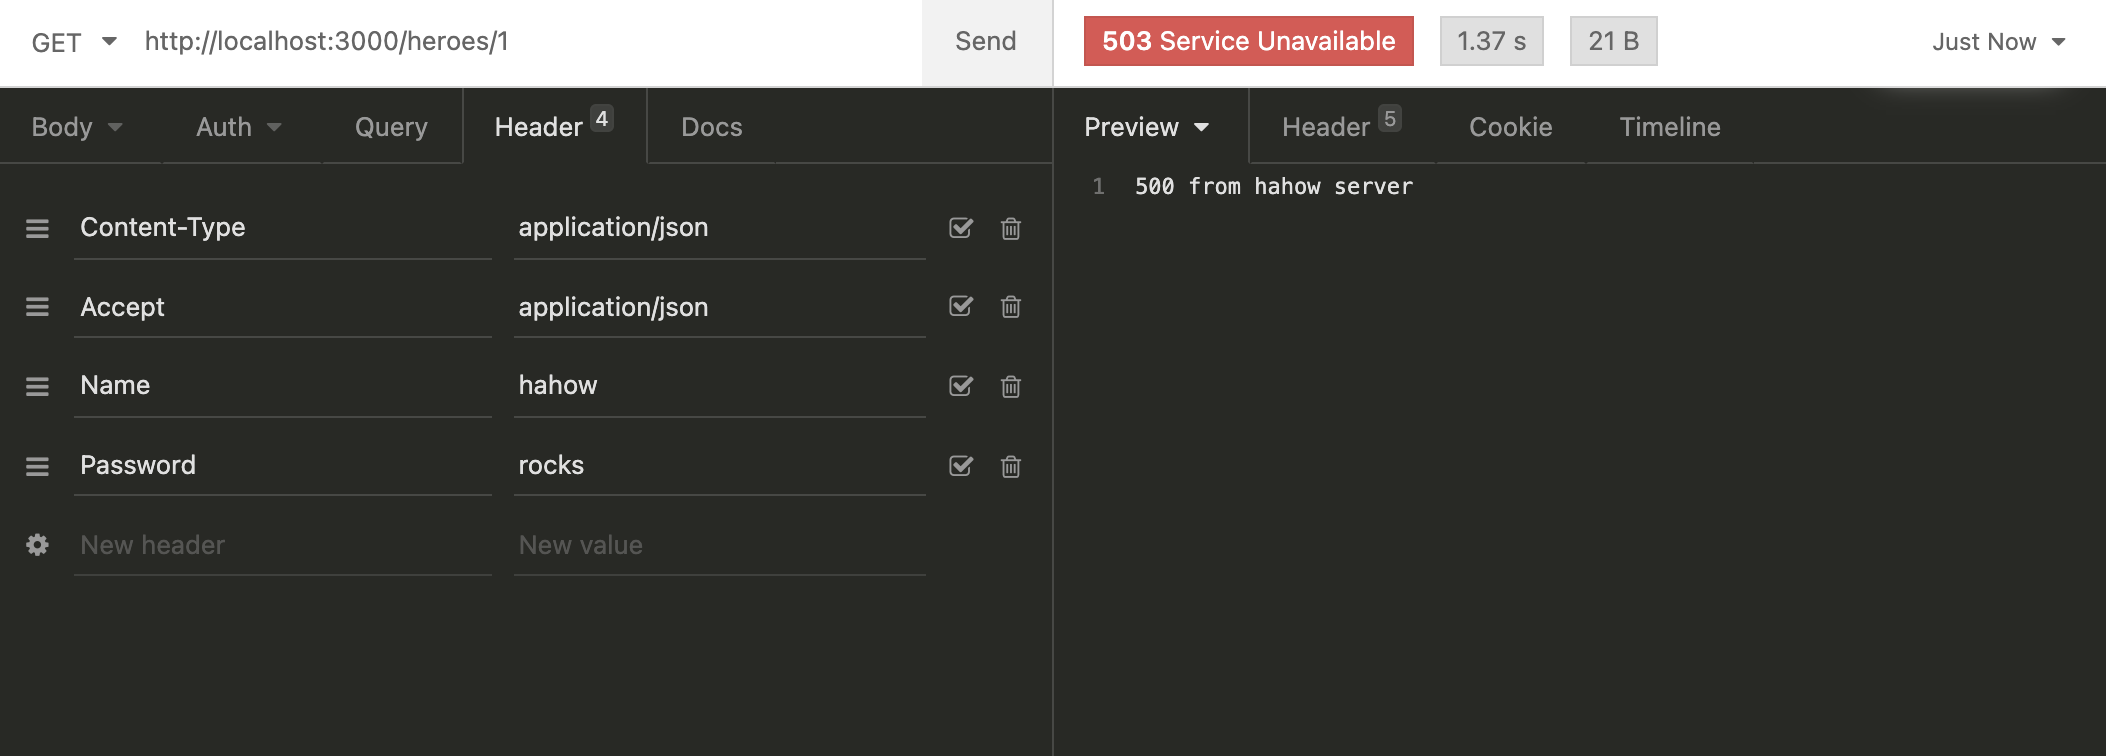 GET http://localhost:3000/heroes/1 Send
503 Service Unavailable 1.37 s 21 B Just Now
Body Auth Query Header 4 Docs
Preview Header 5 Cookie Timeline
Content-Type application/json
Accept application/json
Name hahow
Password rocks
New header New value
1 500 from hahow server